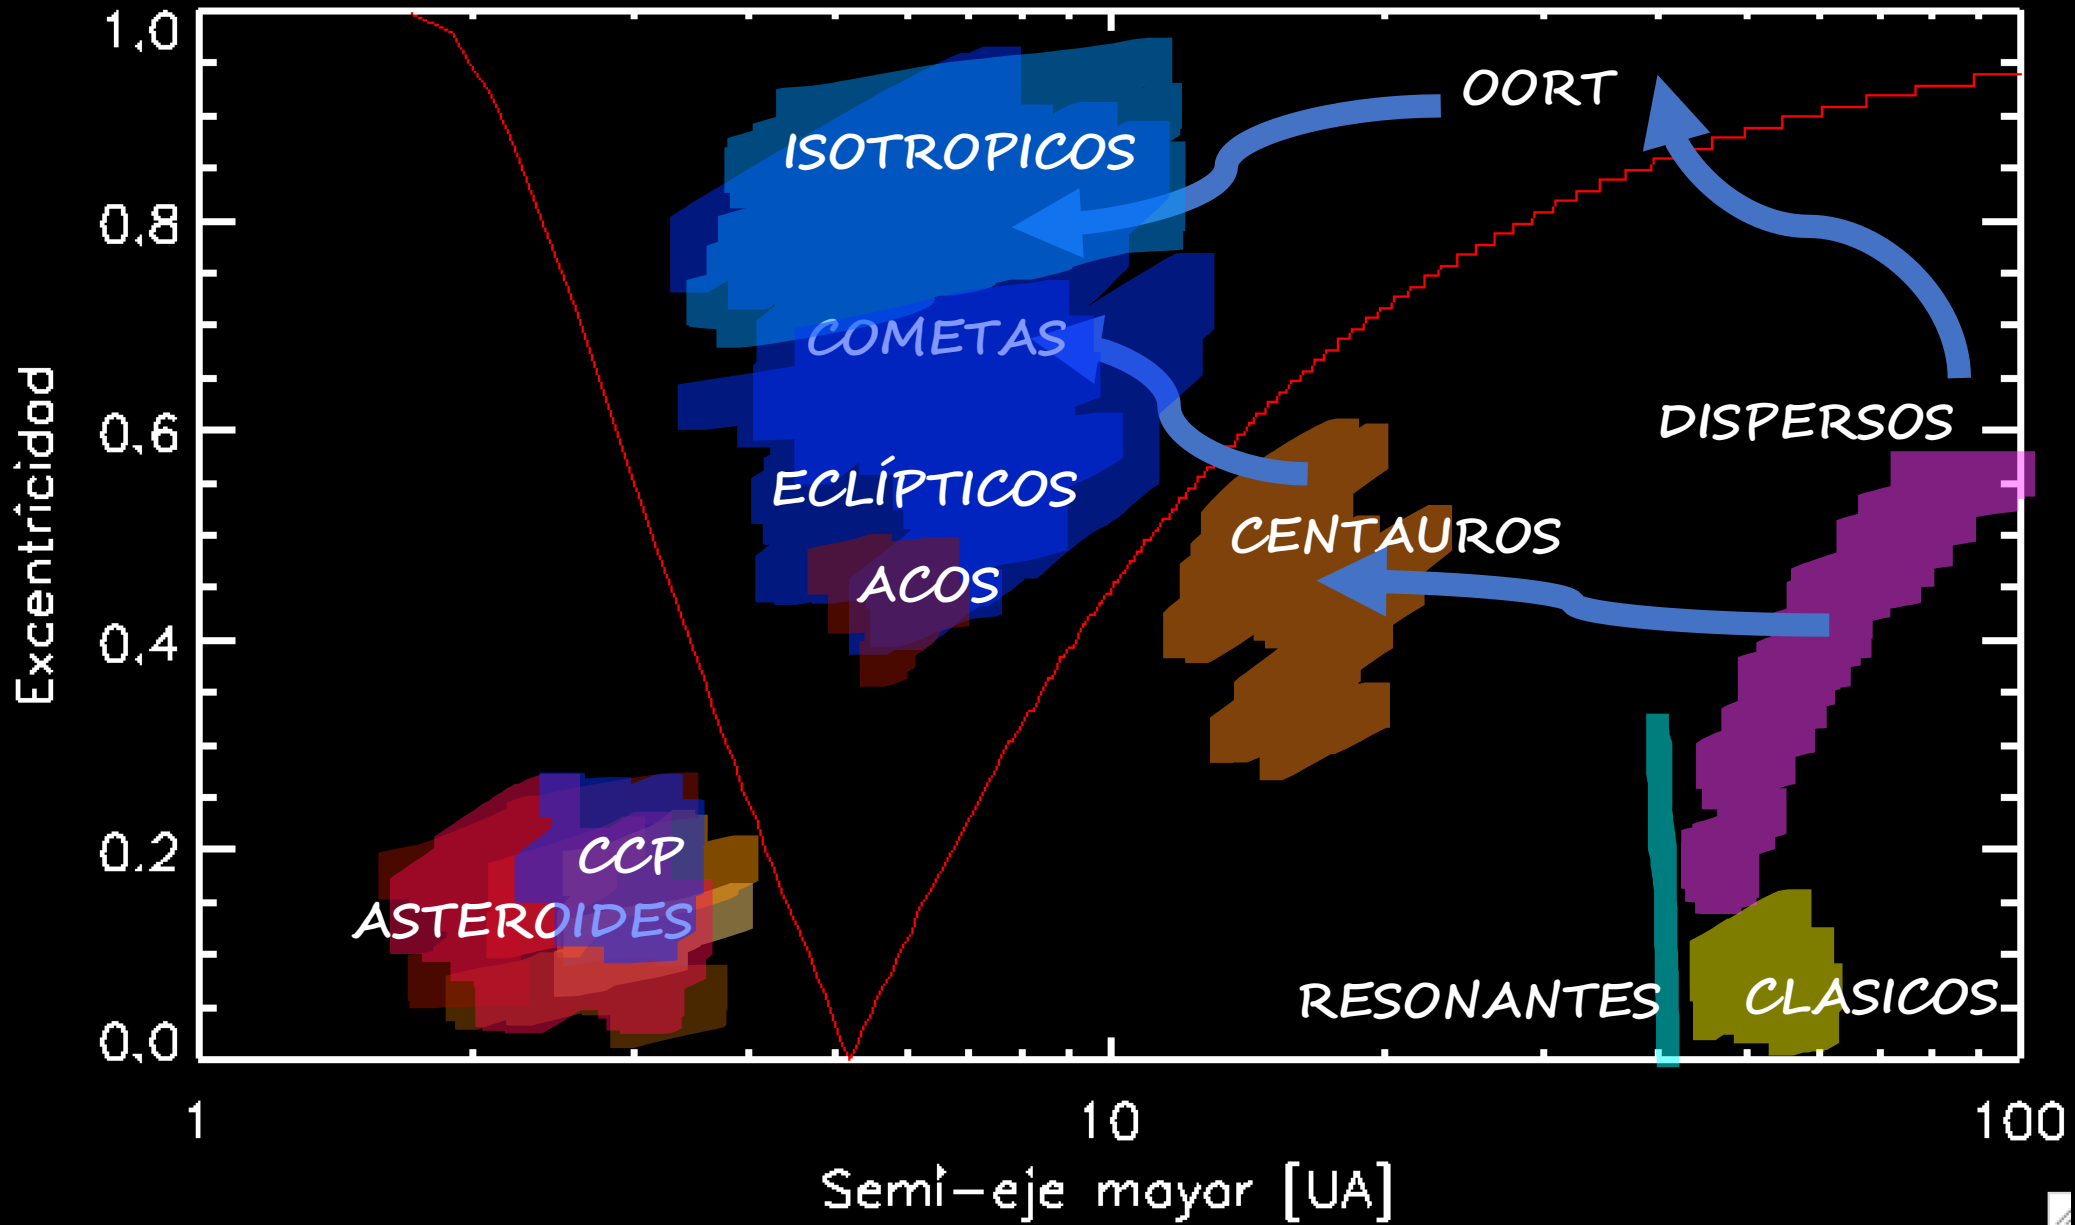 1.0
OORT
ISOTROPICOS
0.8
COMETAS
DISPERSOS
0.6
ECLÍPTICOS
CENTAUROS
ACOS
0.4
0.2
CCP
ASTEROIDES
RESONANTES
CLASICOS
0.0
Excentricidad
1
10
100
Semi-eje mayor [UA]